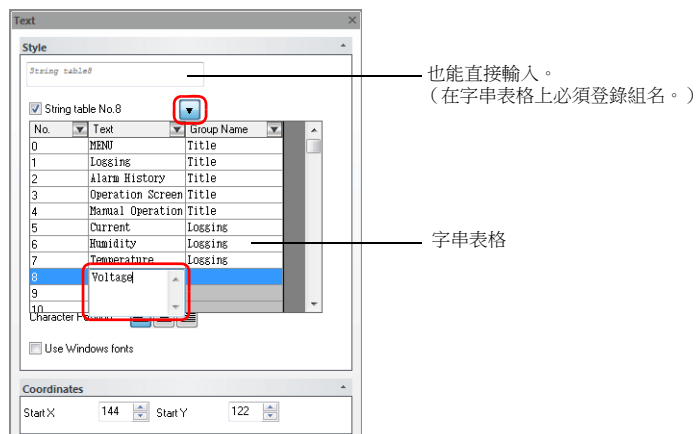 Text
Style
String table8
也能直接輸入。
（在字串表格上必須登錄組名。）
String table No.8
No. Text Group Name
0 MENU Title
1 Logging Title
2 Alarm History Title
3 Operation Screen Title
4 Manual Operation Title
5 Current Logging
6 Humidity Logging
字串表格
7 Temperature Logging
8 Voltage
9
10
Character
Use Windows fonts
Coordinates
Start X 144 Start Y 122